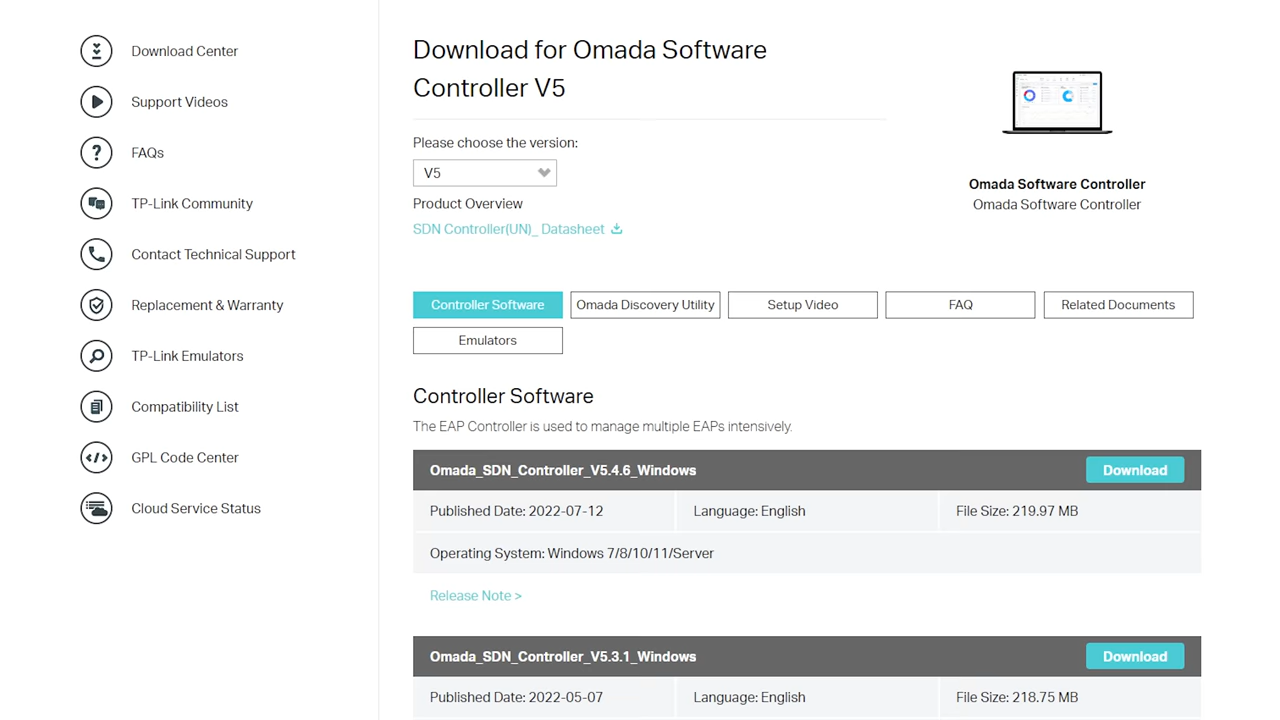 Download Center
Support Videos
FAQs
TP-Link Community
Contact Technical Support
Replacement & Warranty
TP-Link Emulators
Compatibility List
GPL Code Center
Cloud Service Status
Download for Omada Software
Controller V5
Please choose the version:
V5
Product Overview
SDN Controller(UN)_ Datasheet
Omada Software Controller
Omada Software Controller
Controller Software
Omada Discovery Utility
Setup Video
FAQ
Related Documents
Emulators
Controller Software
The EAP Controller is used to manage multiple EAPs intensively.
Omada_SDN_Controller_V5.4.6_Windows
Download
Published Date: 2022-07-12
Language: English
File Size: 219.97 MB
Operating System: Windows 7/8/10/11/Server
Release Note >
Omada_SDN_Controller_V5.3.1_Windows
Download
Published Date: 2022-05-07
Language: English
File Size: 218.75 MB